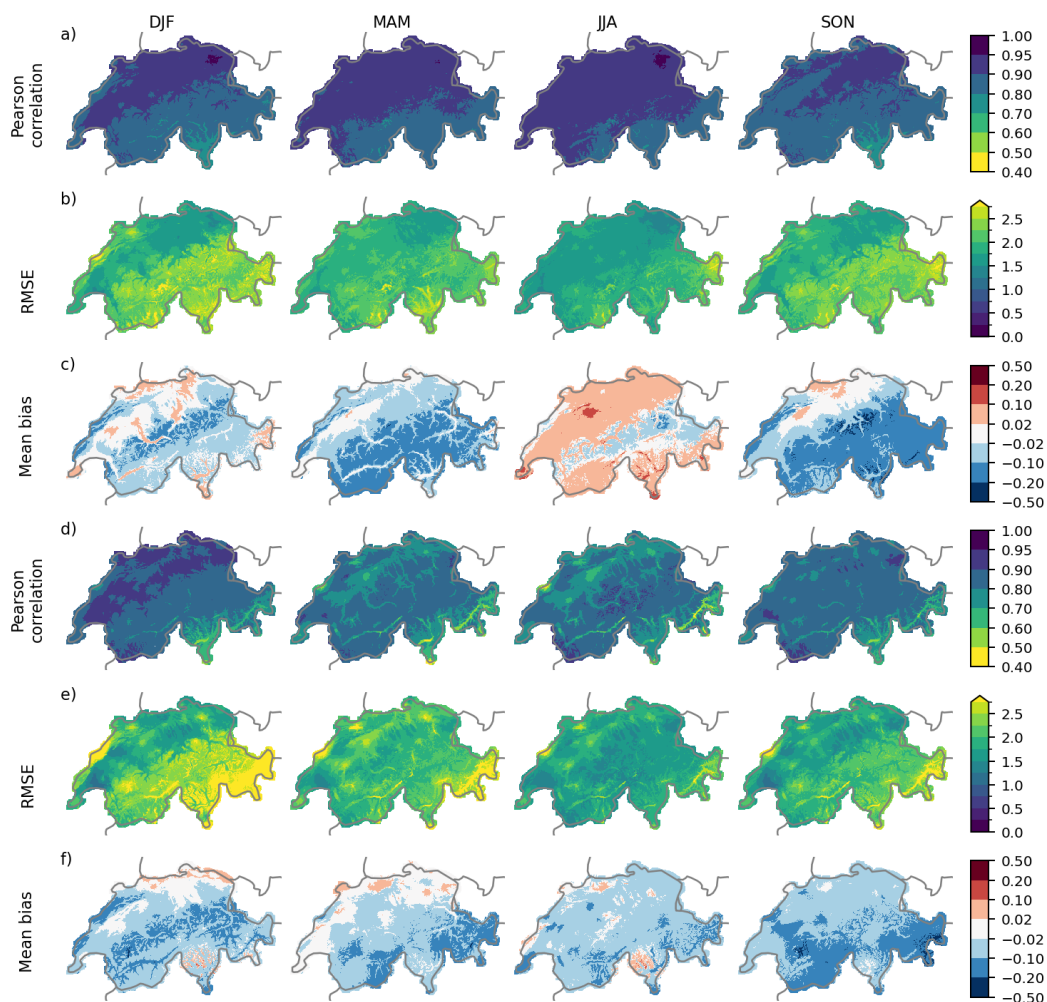 DJF MAM JJA SON
a)
Pearson
correlation
1.00
0.95
0.90
0.80
0.70
0.60
0.50
0.40
b)
RMSE
2.5
2.0
1.5
1.0
0.5
0.0
c)
Mean bias
0.50
0.20
0.10
0.02
−0.02
−0.10
−0.20
−0.50
d)
Pearson
correlation
1.00
0.95
0.90
0.80
0.70
0.60
0.50
0.40
e)
RMSE
2.5
2.0
1.5
1.0
0.5
0.0
f)
Mean bias
0.50
0.20
0.10
0.02
−0.02
−0.10
−0.20
−0.50